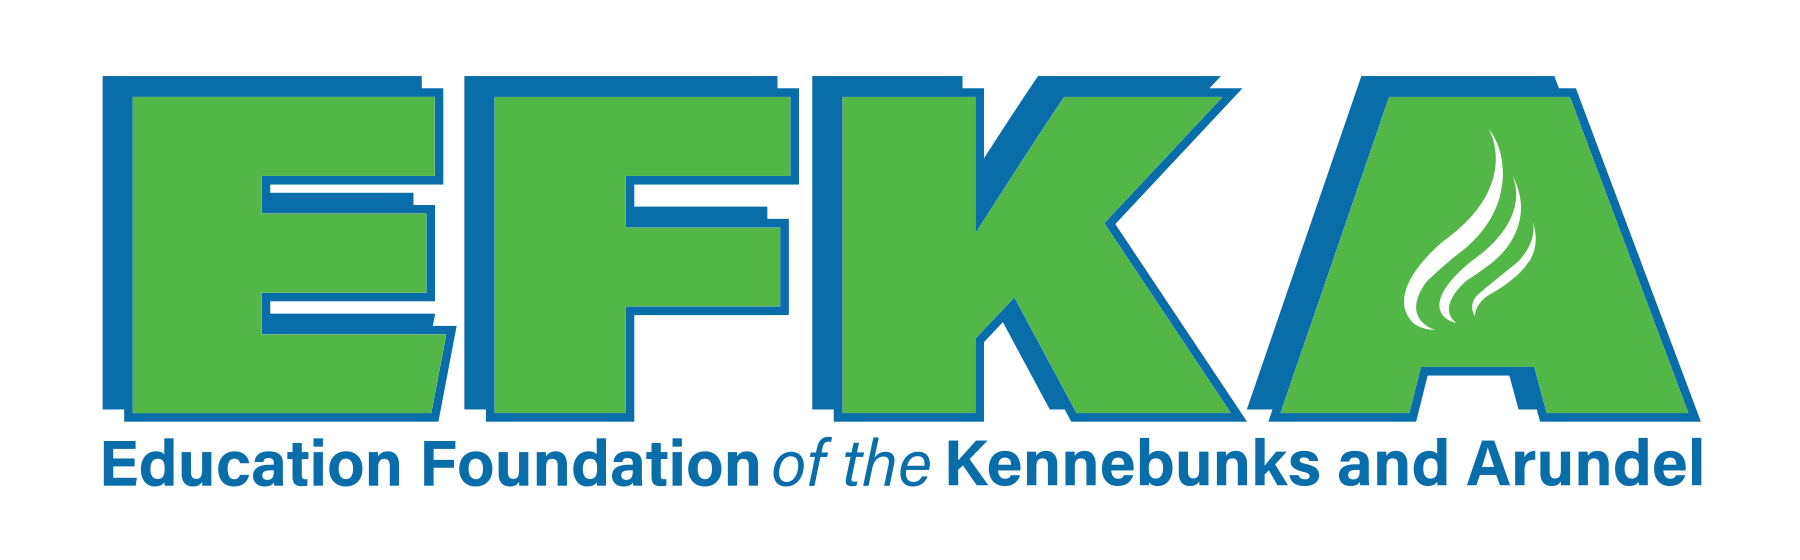 EFKA
Education Foundation of the Kennebunks and Arundel